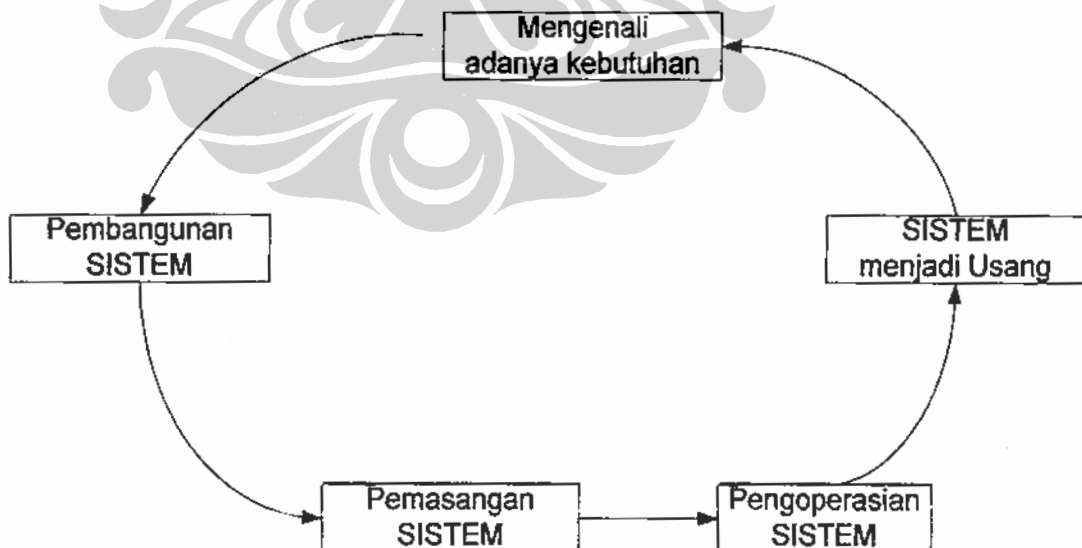 Mengenali
adanya kebutuhan
Pembangunan
SISTEM
Pemasangan
SISTEM
Pengoperasian
SISTEM
SISTEM
menjadi Usang